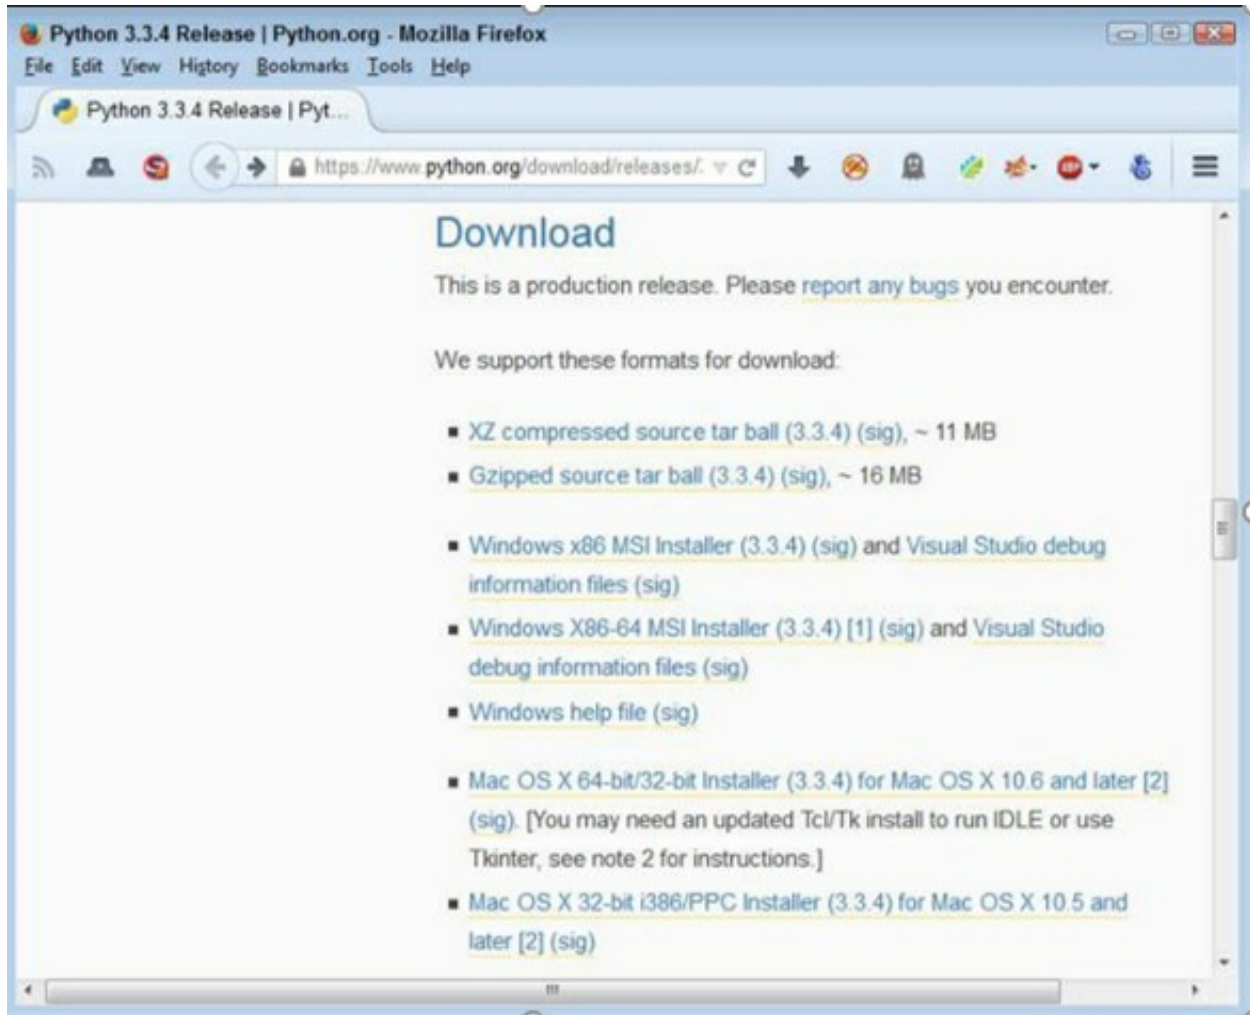 Python 3.3.4 Release | Python.org - Mozilla Firefox
File Edit View History Bookmarks Tools Help
Python 3.3.4 Release | Pyt...
https://www.python.org/download/releases/
ABP
Download
This is a production release. Please report any bugs you encounter.
We support these formats for download:
XZ compressed source tar ball (3.3.4) (sig), ~ 11 MB
Gzipped source tar ball (3.3.4) (sig), ~ 16 MB
Windows x86 MSI Installer (3.3.4) (sig) and Visual Studio debug
information files (sig)
Windows X86-64 MSI Installer (3.3.4) [1] (sig) and Visual Studio
debug information files (sig)
Windows help file (sig)
Mac OS X 64-bit/32-bit Installer (3.3.4) for Mac OS X 10.6 and later [2]
(sig). [You may need an updated Tcl/Tk install to run IDLE or use
Tkinter, see note 2 for instructions.]
Mac OS X 32-bit i386/PPC Installer (3.3.4) for Mac OS X 10.5 and
later [2] (sig)